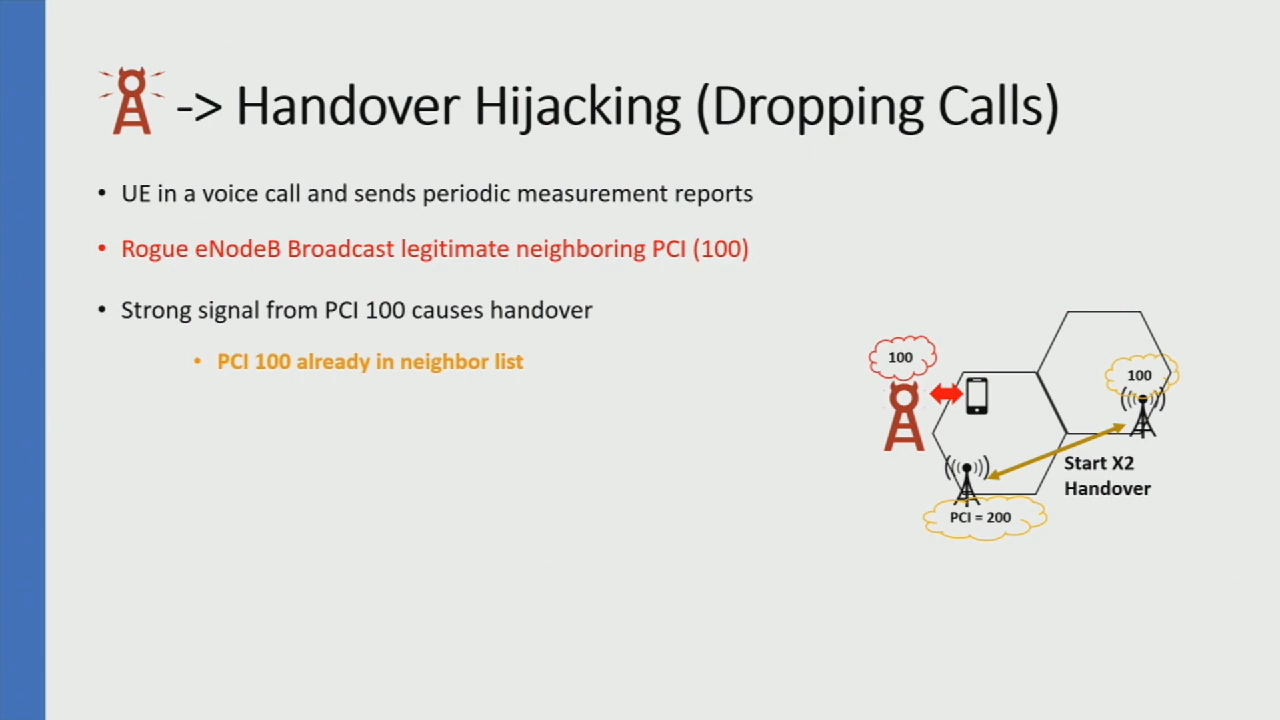 -> Handover Hijacking (Dropping Calls)
• UE in a voice call and sends periodic measurement reports
• Rogue eNodeB Broadcast legitimate neighboring PCI (100)
• Strong signal from PCI 100 causes handover
• PCI 100 already in neighbor list
100
100
Start X2
Handover
PCI = 200